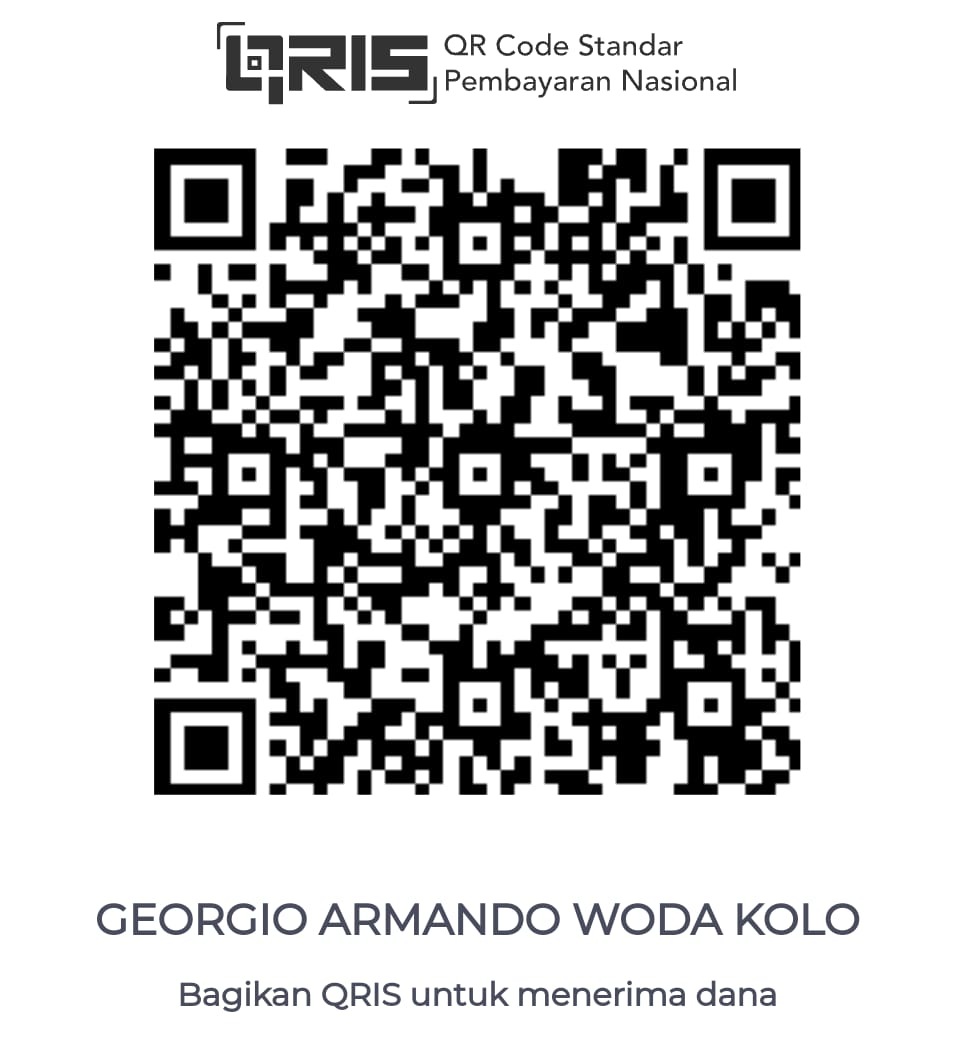 QRIS
QR Code Standar
Pembayaran Nasional
GEORGIO ARMANDO WODA KOLO
Bagikan QRIS untuk menerima dana